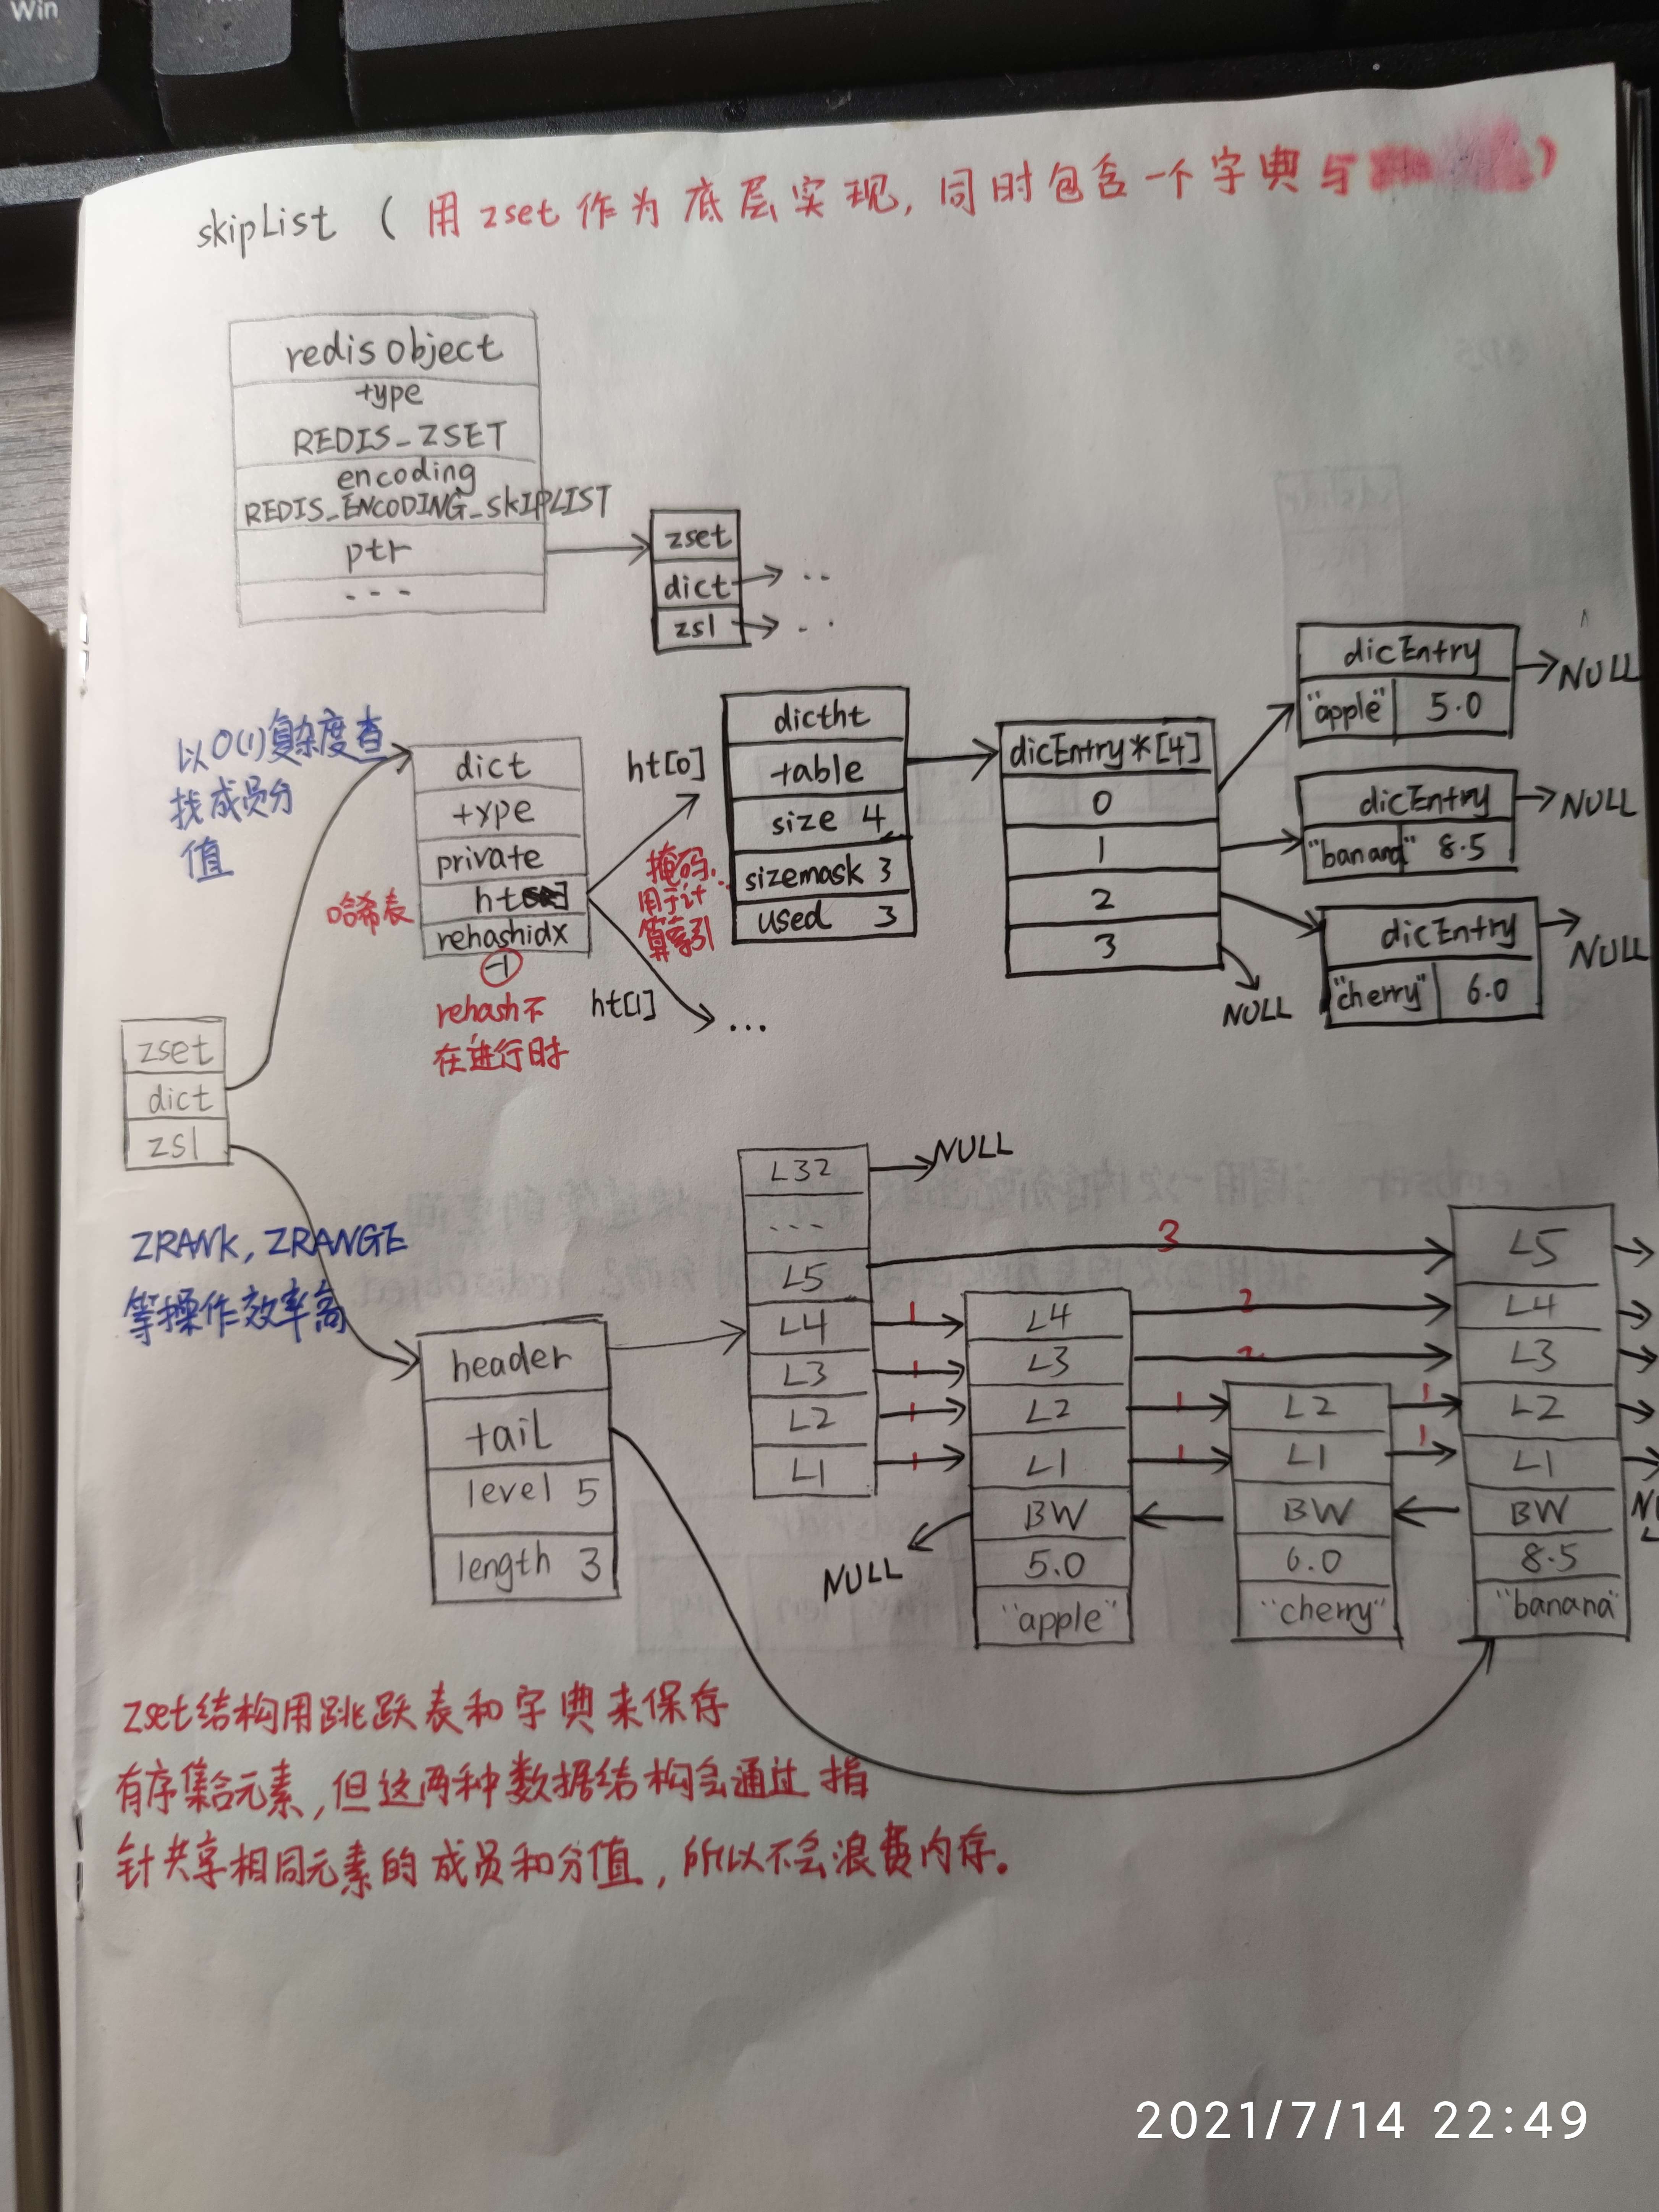 Win
skipList ( 用 zset 作为 底层实现, 同时包含一个字典与 )
redis object
type
REDIS_ZSET
encoding
REDIS_ENCODING_SKIPLIST
ptr
---
zset
dict ..
zsl ..
以O(1)复杂度查
找成员分
值
dict
type
private
ht
rehashidx
-1
哈希表
rehash不
在进行时
ht[0]
ht[1]
...
掩码,
用于计
算索引
dictht
table
size 4
sizemask 3
used 3
dicEntry*[4]
0
1
2
3
NULL
dicEntry
"apple" 5.0
NULL
dicEntry
"banana" 8.5
NULL
dicEntry
"cherry" 6.0
NULL
zset
dict
zsl
ZRANK, ZRANGE
等操作效率高
header
tail
level 5
length 3
L32
NULL
...
L5
L4
L3
L2
L1
3
1
1
1
1
L4
L3
L2
L1
BW
5.0
"apple"
NULL
2
2
1
1
L2
L1
BW
6.0
"cherry"
1
1
L5
L4
L3
L2
L1
BW
8.5
"banana"
zset结构用跳跃表和字典来保存
有序集合元素,但这两种数据结构会通过指
针共享相同元素的成员和分值,所以不会浪费内存。
2021/7/14 22:49